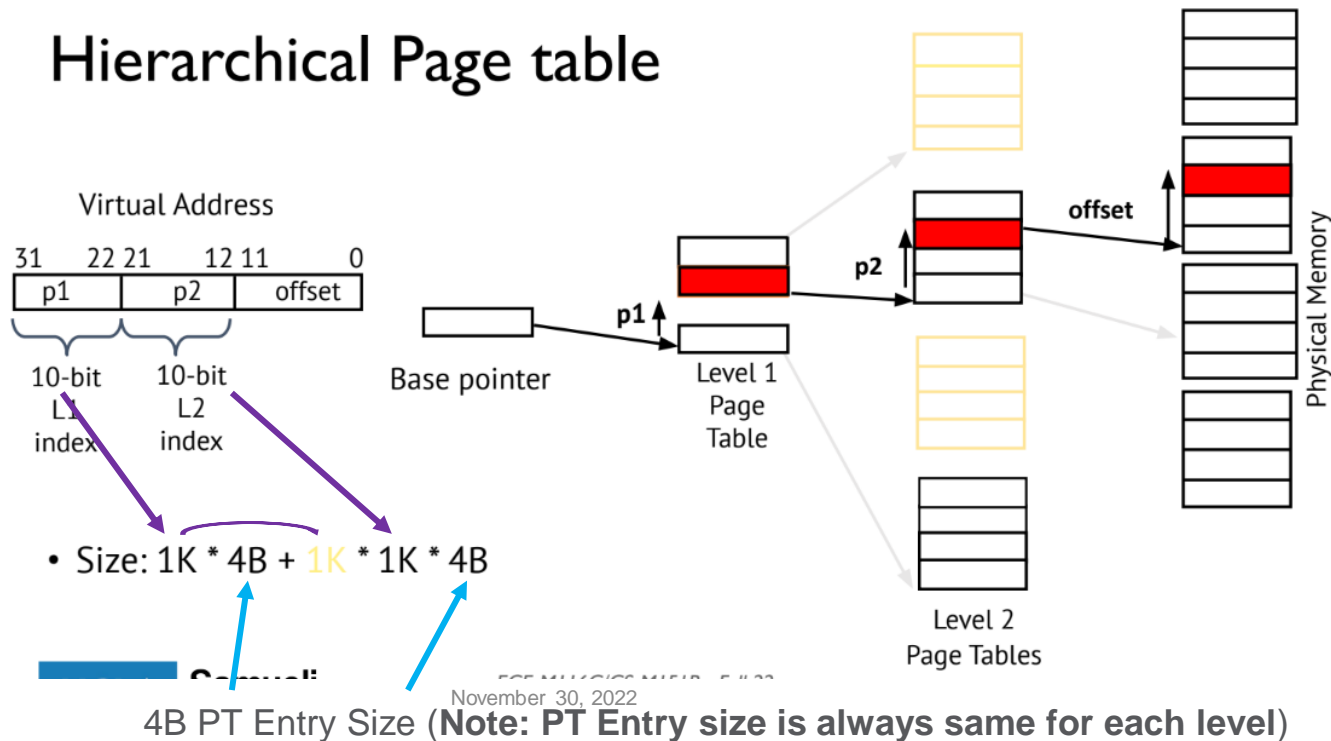 Hierarchical Page table
Virtual Address
31 22 21 12 11 0
p1 p2 offset
10-bit
L1
index
10-bit
L2
index
Base pointer
p1
Level 1
Page
Table
p2
offset
Level 2
Page Tables
Physical Memory
• Size: 1K * 4B + 1K * 1K * 4B
November 30, 2022
4B PT Entry Size (Note: PT Entry size is always same for each level)